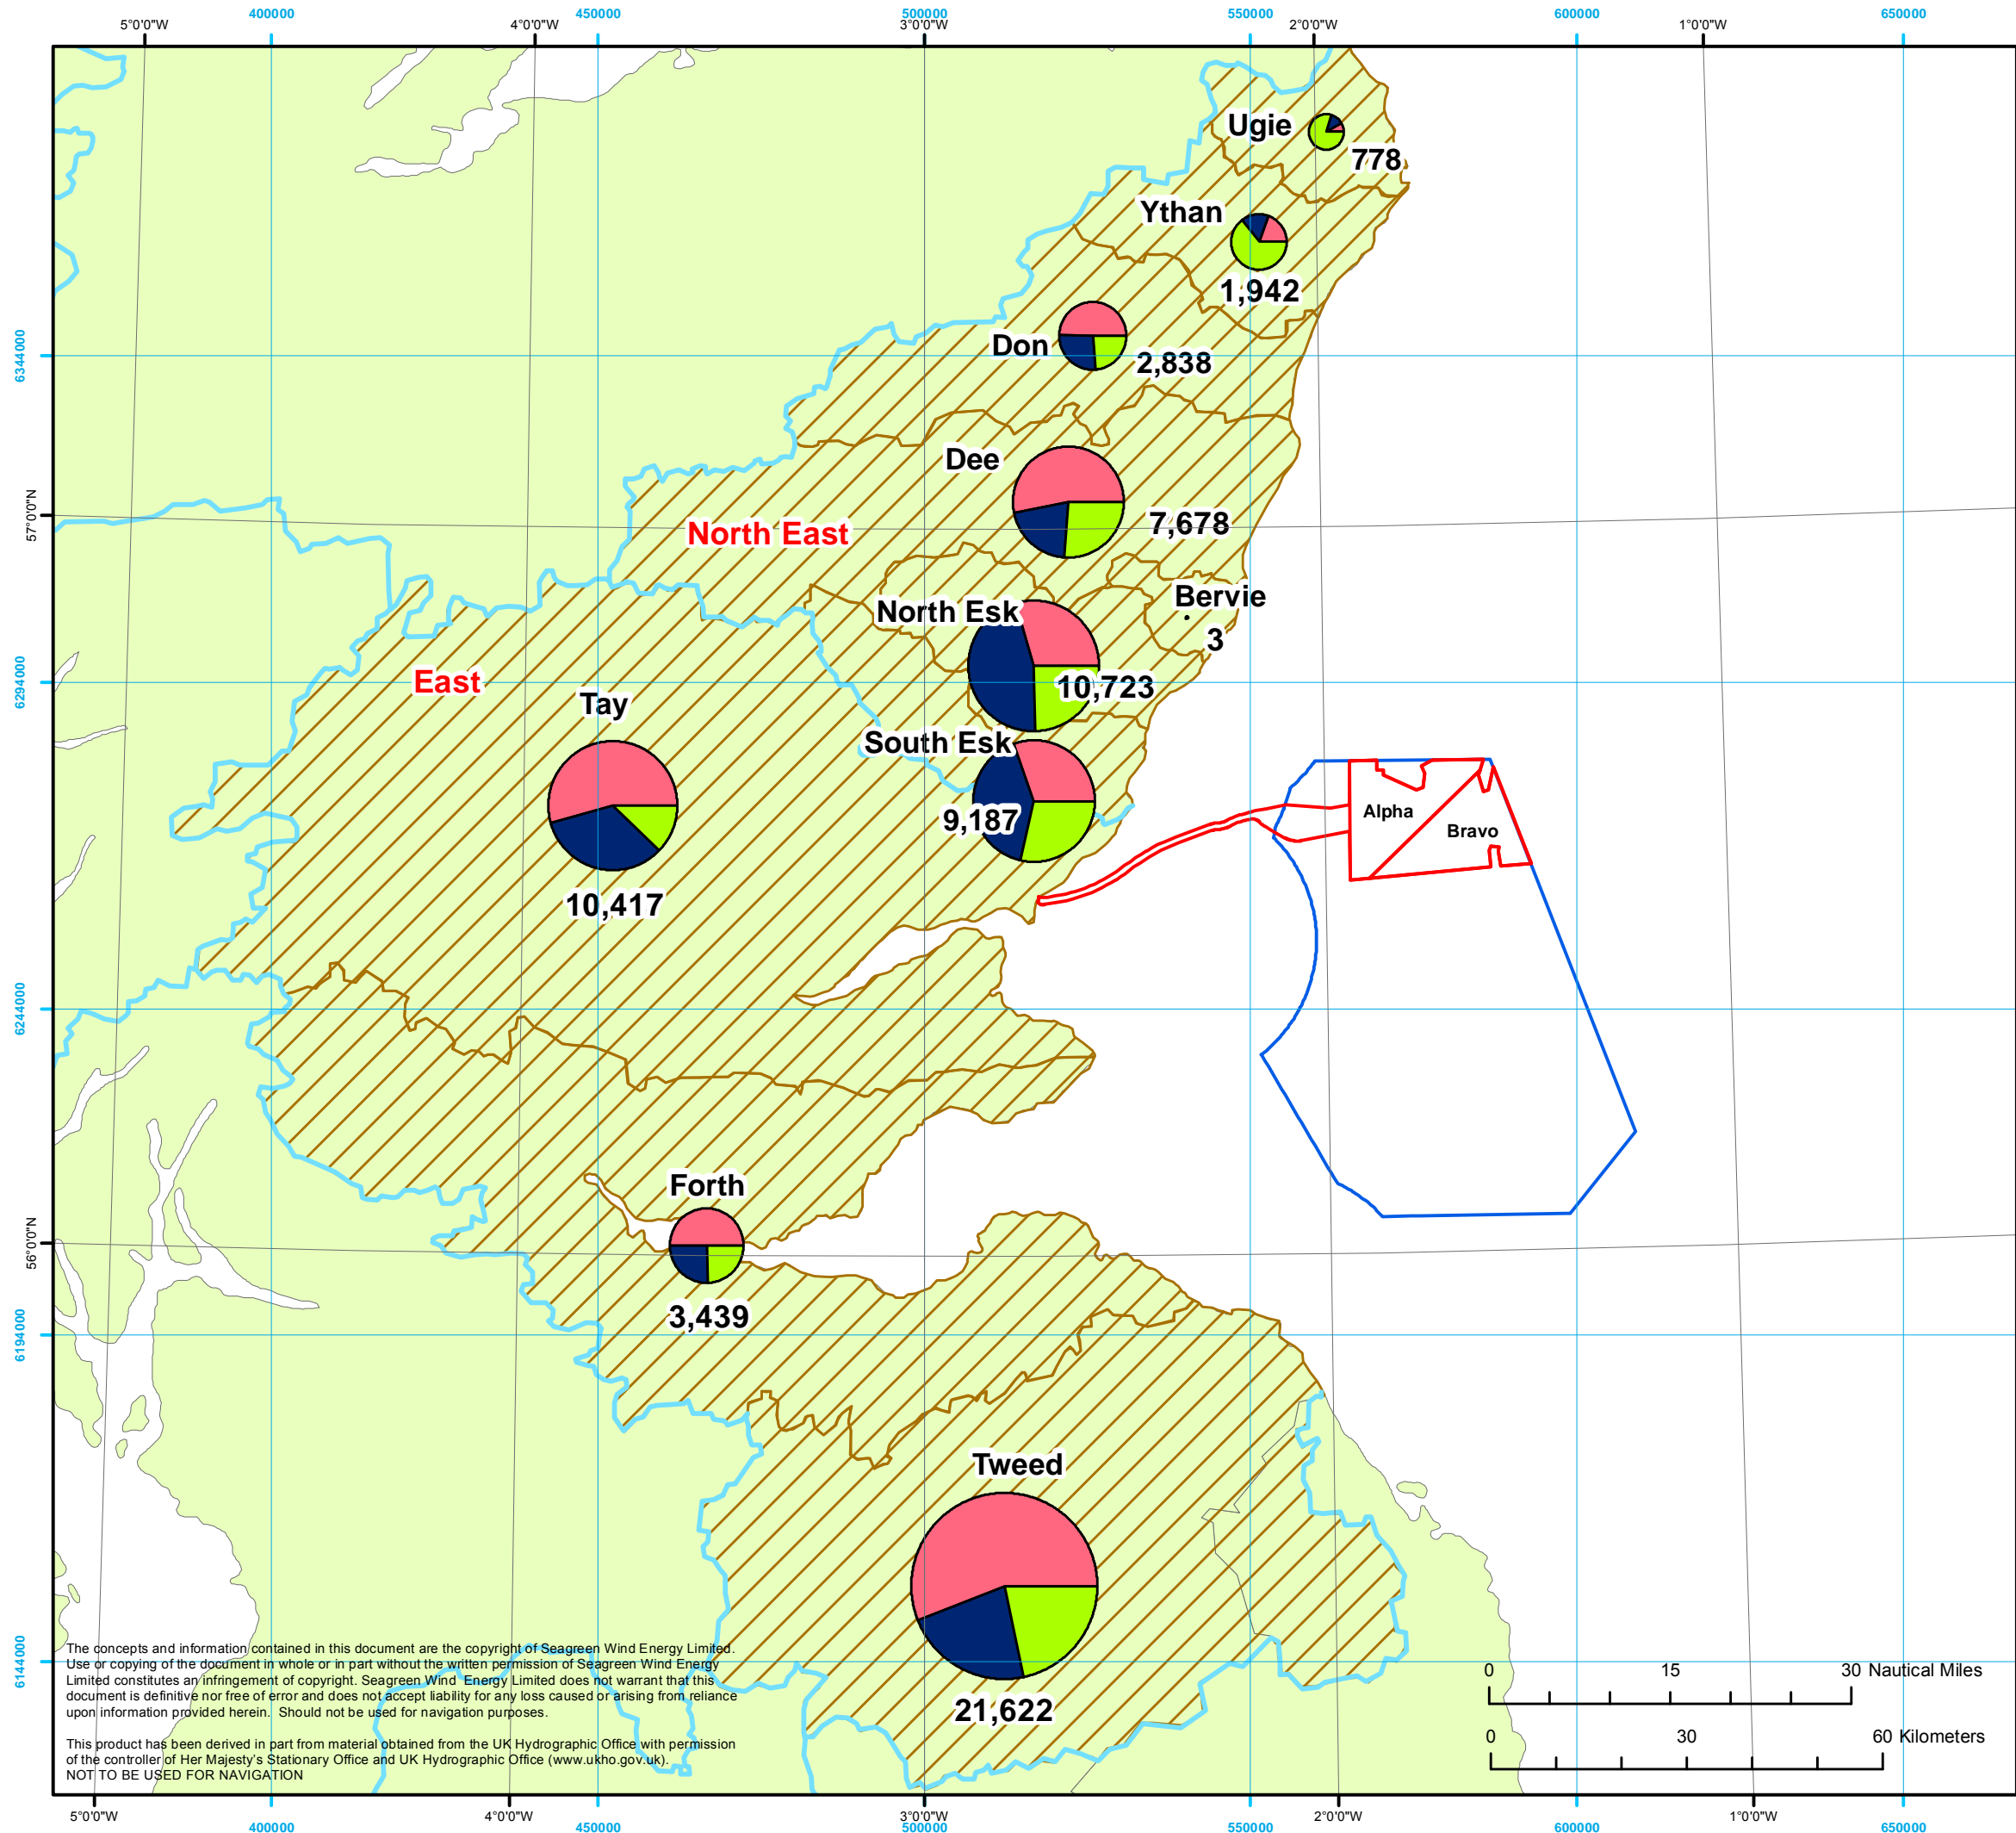 400000 450000 500000 550000 600000 650000
5°0'0"W 4°0'0"W 3°0'0"W 2°0'0"W 1°0'0"W
Ugie
778
Ythan
1,942
Don
2,838
6344000
Dee
7,678
57°0'0"N
North East
Bervie
3
North Esk
10,723
6294000
East
Tay
10,417
South Esk
9,187
Alpha
Bravo
6244000
Forth
3,439
56°0'0"N
6194000
Tweed
21,622
6144000
The concepts and information contained in this document are the copyright of Seagreen Wind Energy Limited.
Use or copying of the document in whole or in part without the written permission of Seagreen Wind Energy
Limited constitutes an infringement of copyright. Seagreen Wind Energy Limited does not warrant that this
document is definitive nor free of error and does not accept liability for any loss caused or arising from reliance
upon information provided herein. Should not be used for navigation purposes.
This product has been derived in part from material obtained from the UK Hydrographic Office with permission
of the controller of Her Majesty's Stationary Office and UK Hydrographic Office (www.ukho.gov.uk).
NOT TO BE USED FOR NAVIGATION
0 15 30 Nautical Miles
0 30 60 Kilometers
5°0'0"W 4°0'0"W 3°0'0"W 2°0'0"W 1°0'0"W
400000 450000 500000 550000 600000 650000